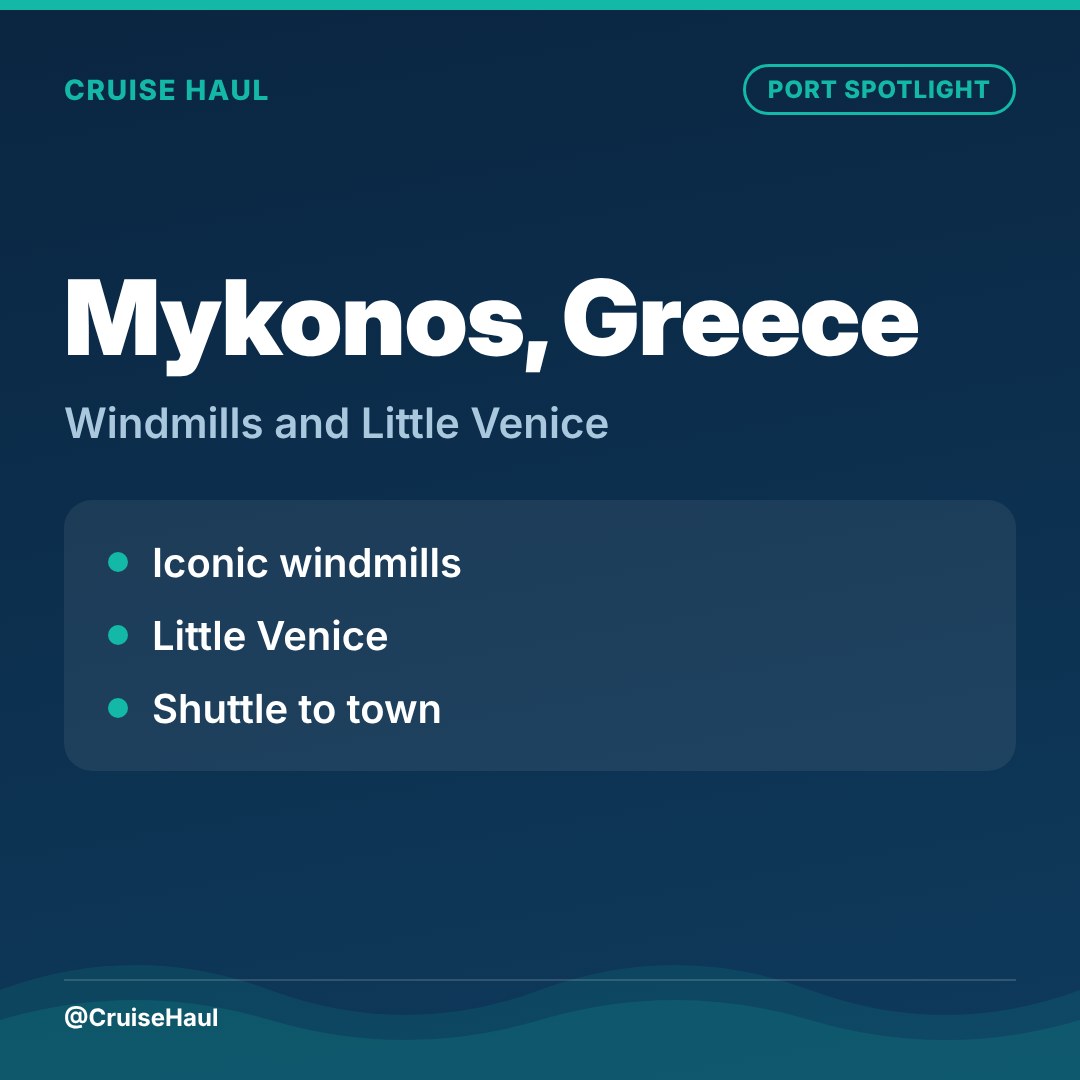 CRUISE HAUL
PORT SPOTLIGHT
Mykonos, Greece
Windmills and Little Venice
Iconic windmills
Little Venice
Shuttle to town
@CruiseHaul